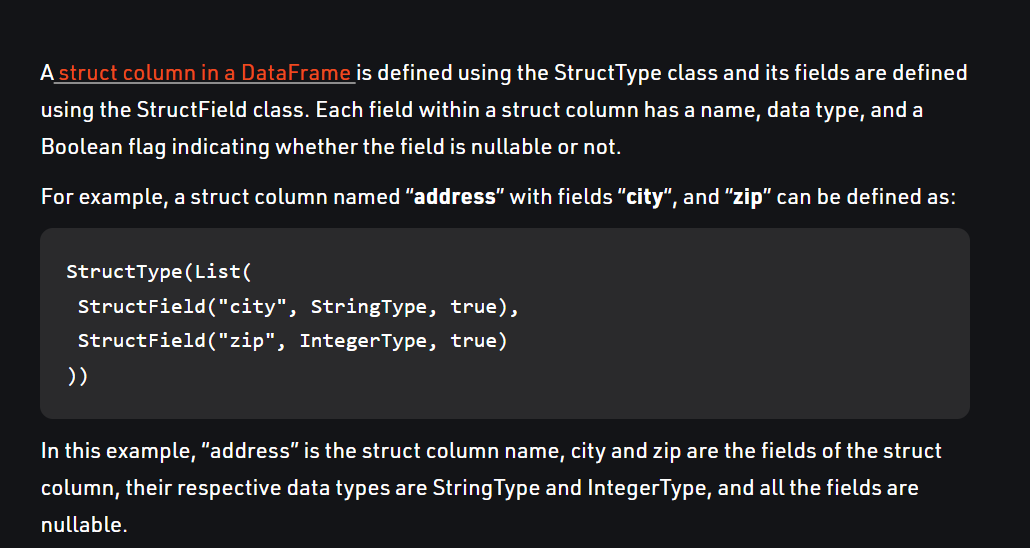 A struct column in a DataFrame is defined using the StructType class and its fields are defined
using the StructField class. Each field within a struct column has a name, data type, and a
Boolean flag indicating whether the field is nullable or not.
For example, a struct column named “address” with fields “city“, and “zip” can be defined as:
StructType(List(
 StructField("city", StringType, true),
 StructField("zip", IntegerType, true)
))
In this example, “address” is the struct column name, city and zip are the fields of the struct
column, their respective data types are StringType and IntegerType, and all the fields are
nullable.